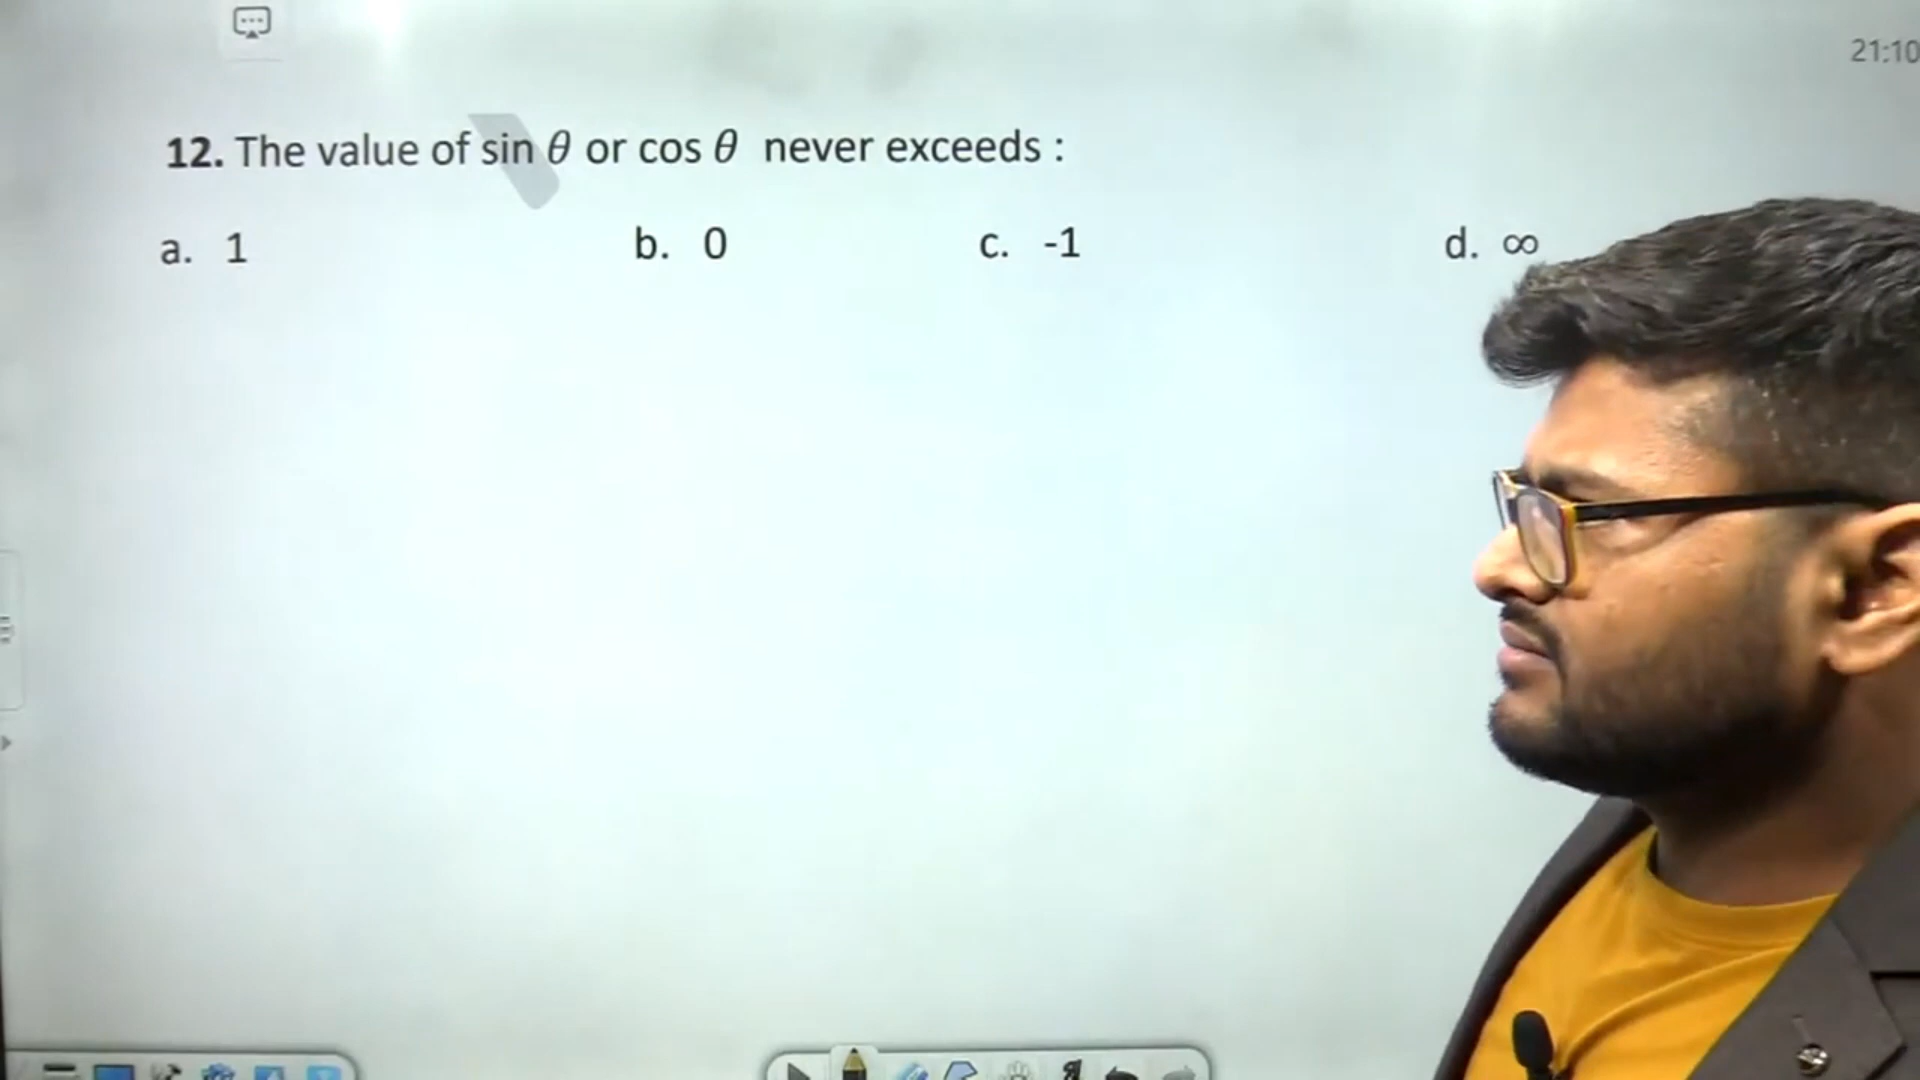 21:10
12. The value of sin θ or cos θ never exceeds :
a. 1 b. 0 c. -1 d. ∞